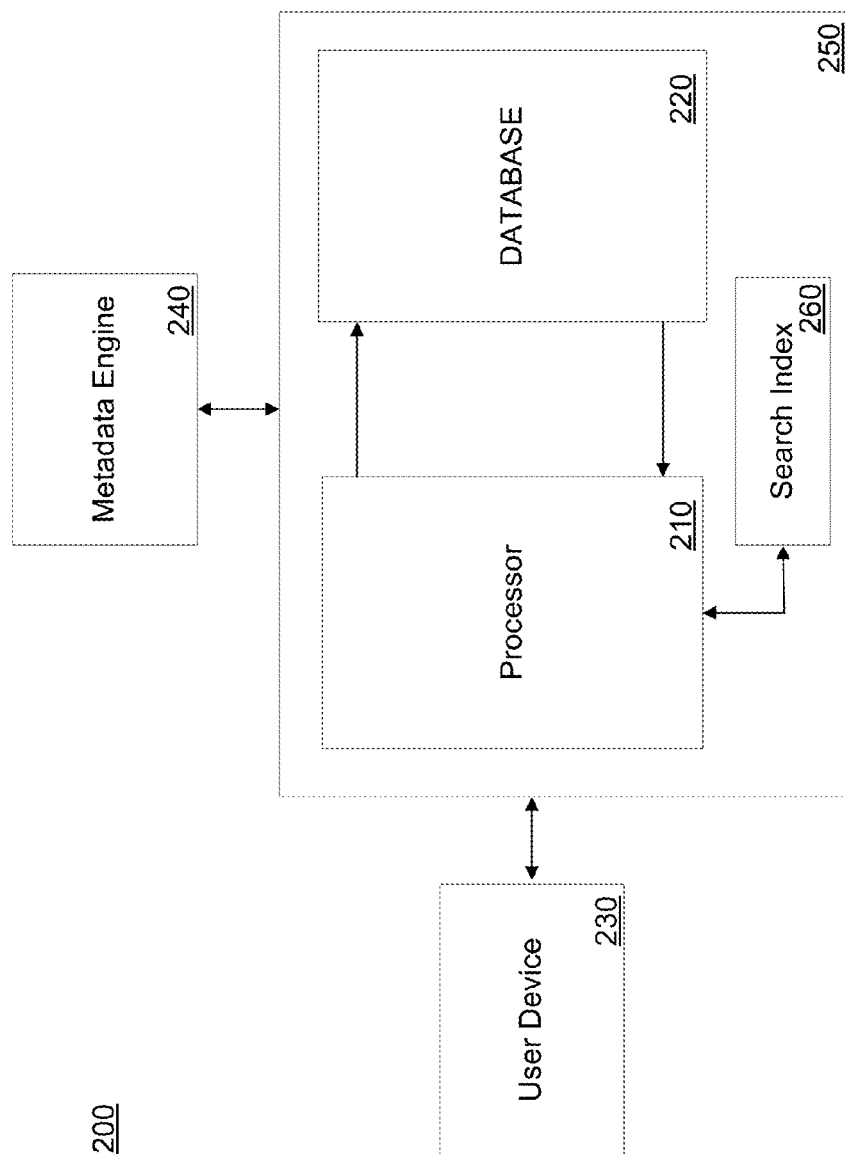 200
Metadata Engine
240
User Device
230
Processor
210
DATABASE
220
Search Index
260
250